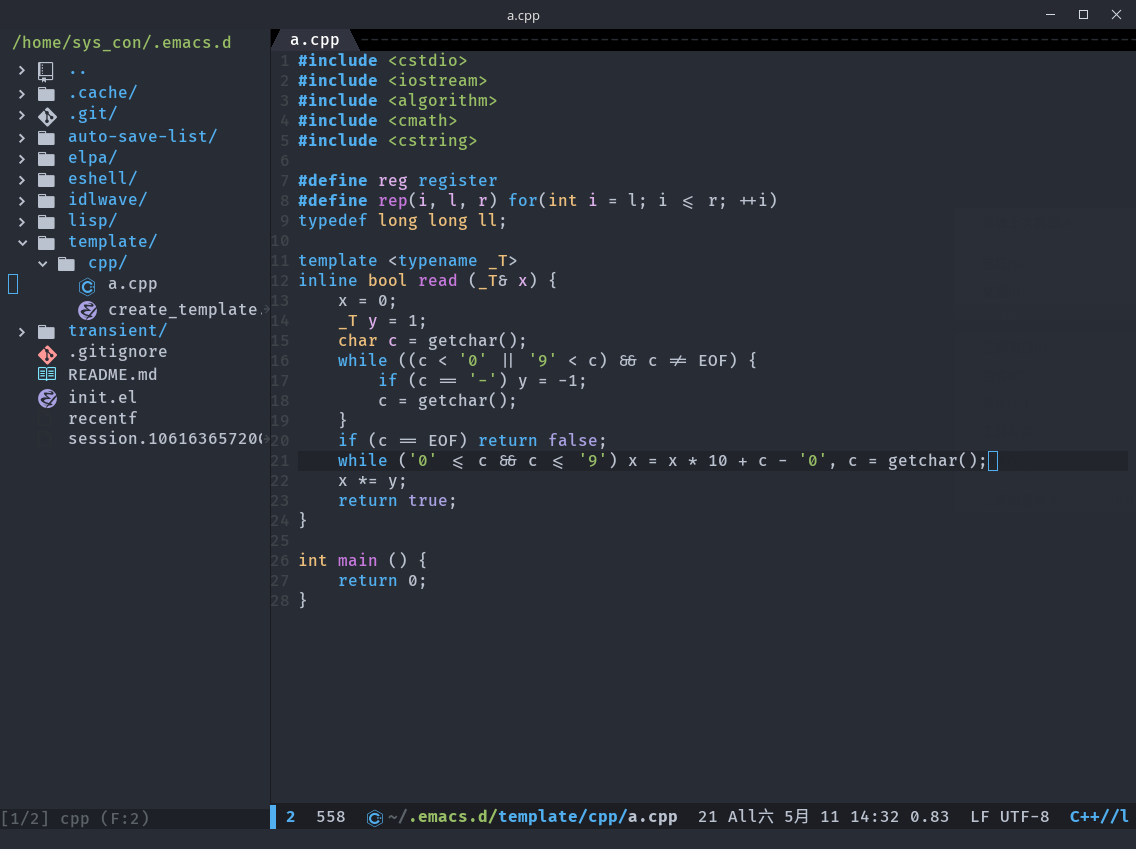 a.cpp
/home/sys_con/.emacs.d
..
.cache/
.git/
auto-save-list/
elpa/
eshell/
idlwave/
lisp/
template/
cpp/
a.cpp
create_template.
transient/
.gitignore
README.md
init.el
recentf
session.1061636572
[1/2] cpp (F:2)
a.cpp
1 #include <cstdio>
2 #include <iostream>
3 #include <algorithm>
4 #include <cmath>
5 #include <cstring>
6
7 #define reg register
8 #define rep(i, l, r) for(int i = l; i <= r; ++i)
9 typedef long long ll;
10
11 template <typename _T>
12 inline bool read (_T& x) {
13     x = 0;
14     _T y = 1;
15     char c = getchar();
16     while ((c < '0' || '9' < c) && c != EOF) {
17         if (c == '-') y = -1;
18         c = getchar();
19     }
20     if (c == EOF) return false;
21     while ('0' <= c && c <= '9') x = x * 10 + c - '0', c = getchar();
22     x *= y;
23     return true;
24 }
25
26 int main () {
27     return 0;
28 }
2 558 ~/.emacs.d/template/cpp/a.cpp 21 All六 5月 11 14:32 0.83 LF UTF-8 C++//l